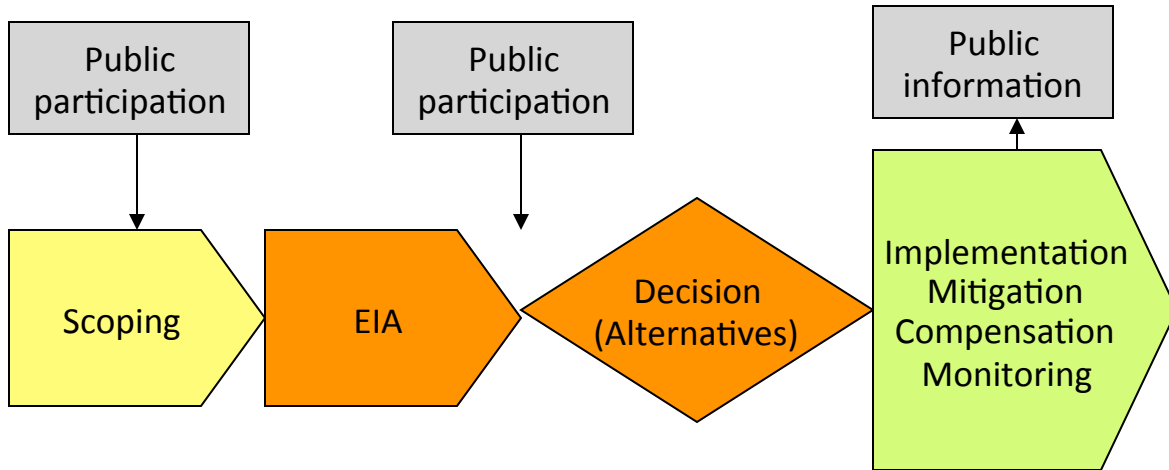 Public
participation
Public
participation
Public
information
Scoping
EIA
Decision
(Alternatives)
Implementation
Mitigation
Compensation
Monitoring